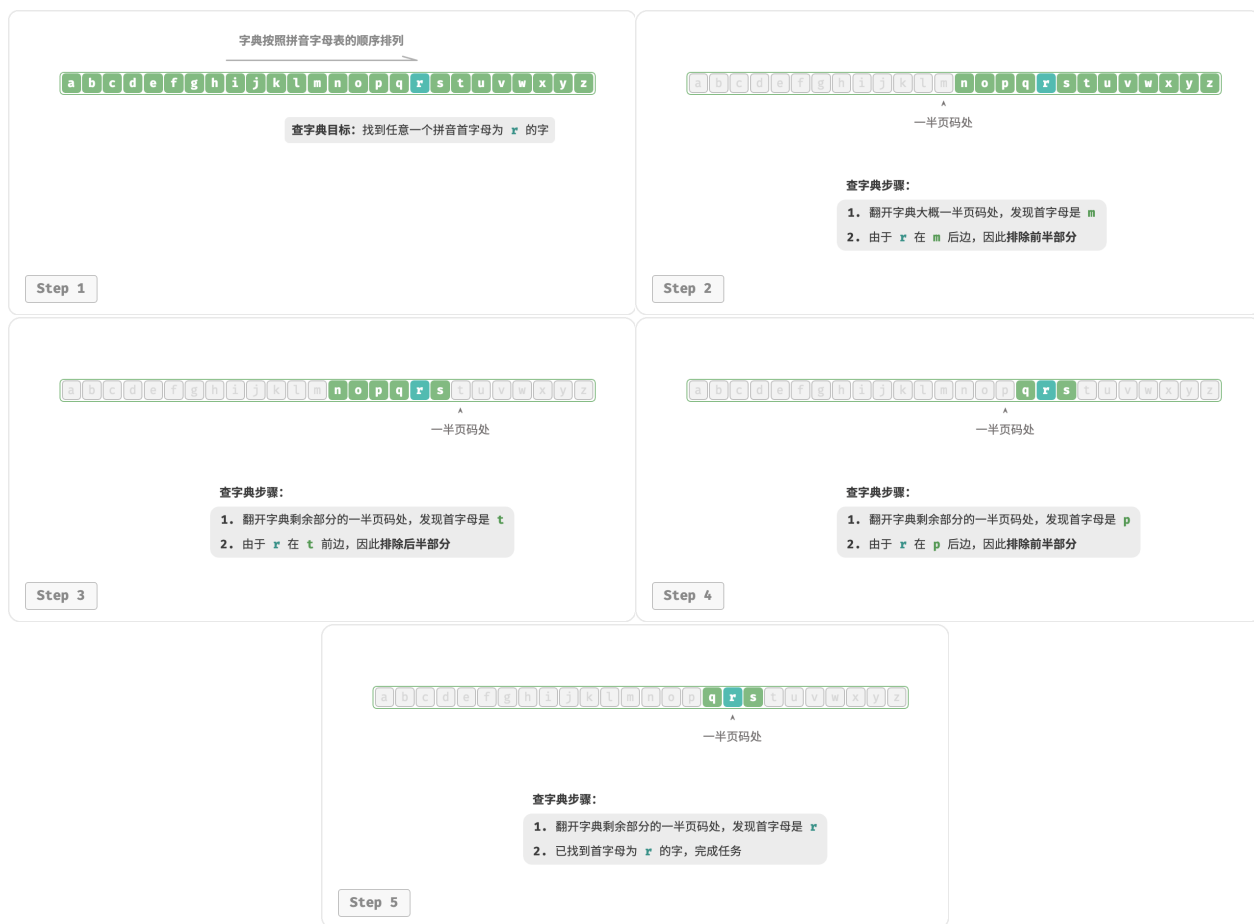 字典按照拼音字母表的顺序排列
a b c d e f g h i j k l m n o p q r s t u v w x y z
查字典目标：找到任意一个拼音首字母为 r 的字
Step 1
a b c d e f g h i j k l m n o p q r s t u v w x y z
一半页码处
查字典步骤：
1. 翻开字典大概一半页码处，发现首字母是 m
2. 由于 r 在 m 后边，因此排除前半部分
Step 2
a b c d e f g h i j k l m n o p q r s t u v w x y z
一半页码处
查字典步骤：
1. 翻开字典剩余部分的一半页码处，发现首字母是 t
2. 由于 r 在 t 前边，因此排除后半部分
Step 3
a b c d e f g h i j k l m n o p q r s t u v w x y z
一半页码处
查字典步骤：
1. 翻开字典剩余部分的一半页码处，发现首字母是 p
2. 由于 r 在 p 后边，因此排除前半部分
Step 4
a b c d e f g h i j k l m n o p q r s t u v w x y z
一半页码处
查字典步骤：
1. 翻开字典剩余部分的一半页码处，发现首字母是 r
2. 已找到首字母为 r 的字，完成任务
Step 5